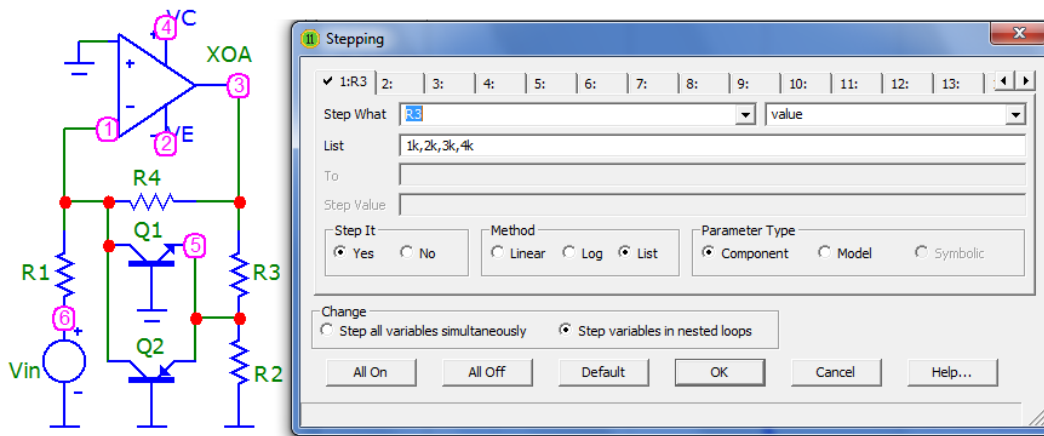 VC
4
XOA
+
3
-
1
VE
2
R4
Q1
5
R1
R3
6
+
Q2
Vin
-
R2
11 Stepping
1:R3 2: 3: 4: 5: 6: 7: 8: 9: 10: 11: 12: 13:
Step What R3 value
List 1k,2k,3k,4k
To
Step Value
Step It Method Parameter Type
Yes No Linear Log List Component Model Symbolic
Change
Step all variables simultaneously Step variables in nested loops
All On All Off Default OK Cancel Help...